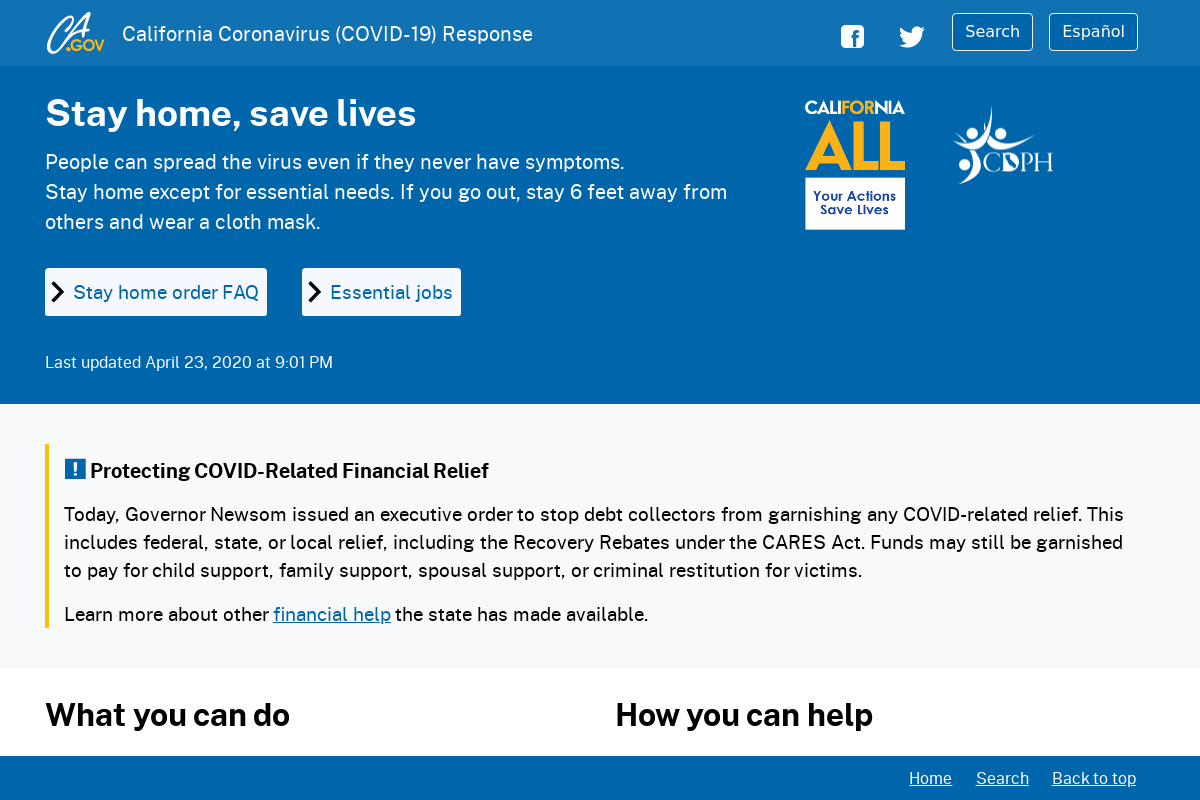 CA
.GOV
California Coronavirus (COVID-19) Response
Search
Español
Stay home, save lives
People can spread the virus even if they never have symptoms.
Stay home except for essential needs. If you go out, stay 6 feet away from
others and wear a cloth mask.
CALIFORNIA
ALL
Your Actions
Save Lives
CDPH
Stay home order FAQ
Essential jobs
Last updated April 23, 2020 at 9:01 PM
Protecting COVID-Related Financial Relief
Today, Governor Newsom issued an executive order to stop debt collectors from garnishing any COVID-related relief. This
includes federal, state, or local relief, including the Recovery Rebates under the CARES Act. Funds may still be garnished
to pay for child support, family support, spousal support, or criminal restitution for victims.
Learn more about other financial help the state has made available.
What you can do
How you can help
Home
Search
Back to top